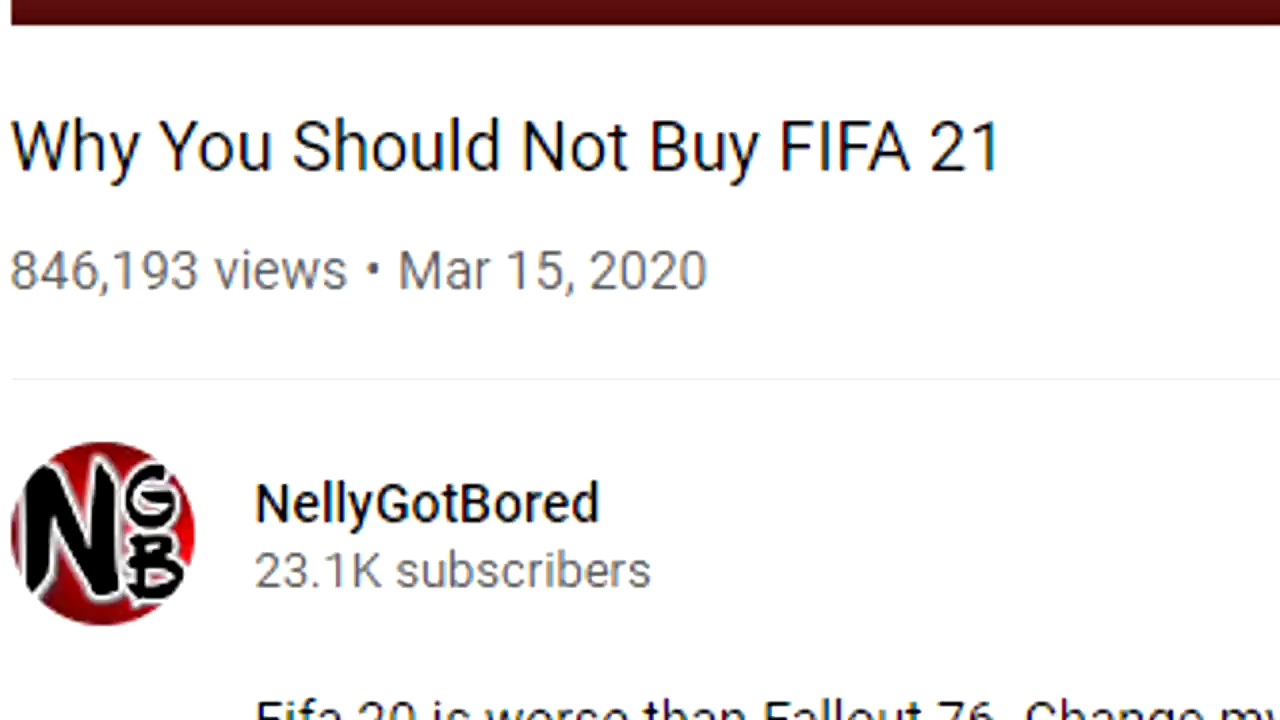 Why You Should Not Buy FIFA 21
846,193 views • Mar 15, 2020
NGB
NellyGotBored
23.1K subscribers
Fifa 20 is worse than Fallout 76. Change my